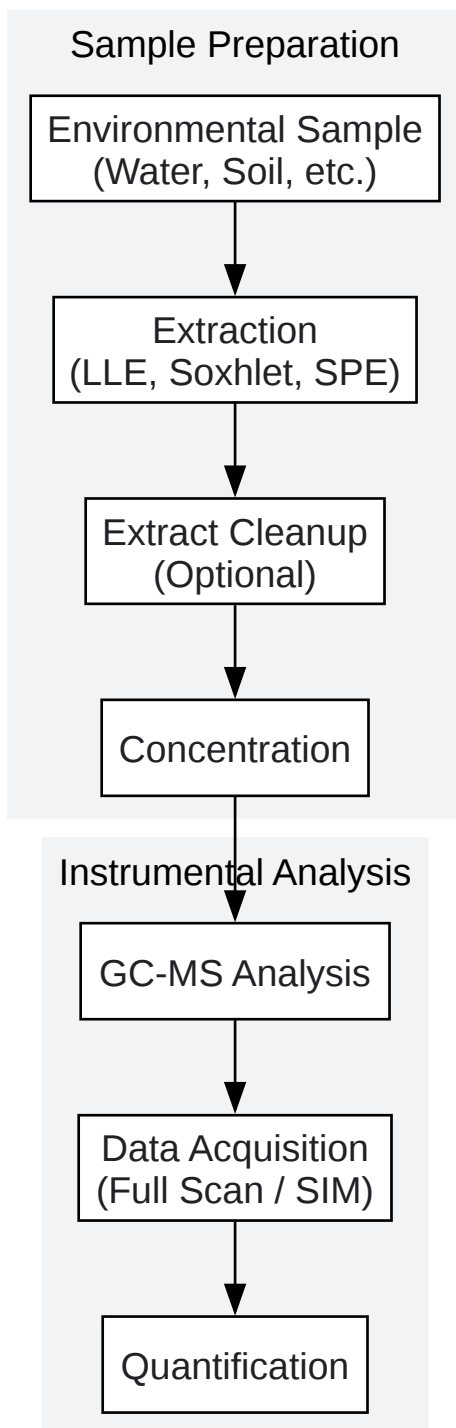 Sample Preparation
Environmental Sample
(Water, Soil, etc.)
Extraction
(LLE, Soxhlet, SPE)
Extract Cleanup
(Optional)
Concentration
Instrumental Analysis
GC-MS Analysis
Data Acquisition
(Full Scan / SIM)
Quantification